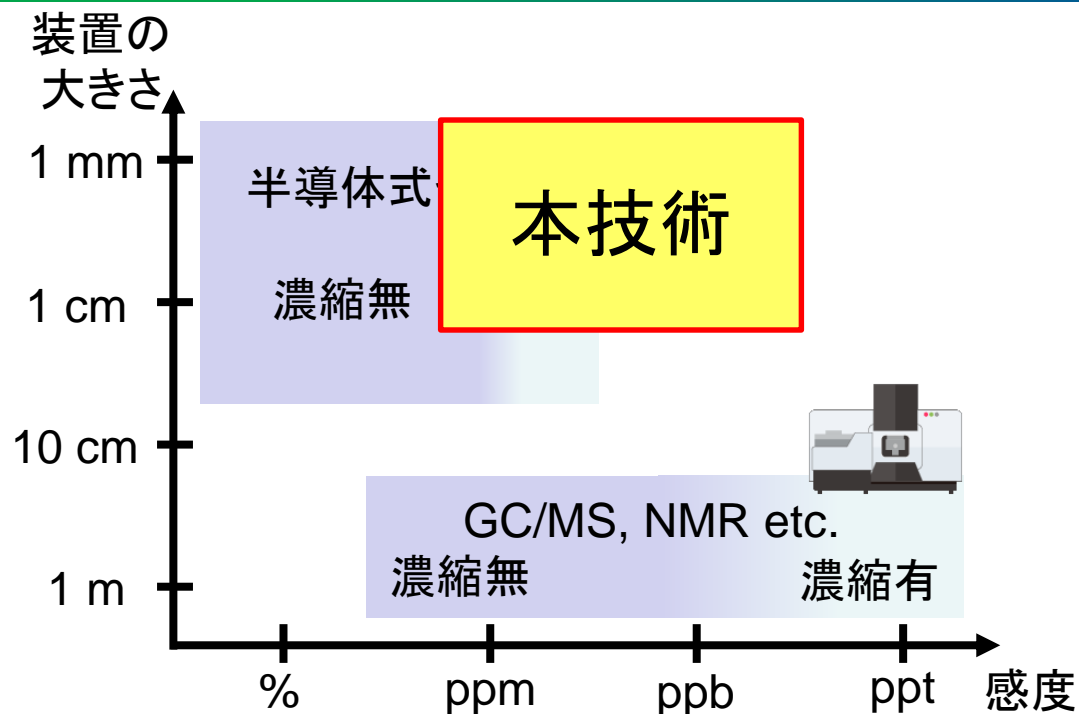 装置の
大きさ
1 mm
半導体式
本技術
1 cm
濃縮無
10 cm
GC/MS, NMR etc.
濃縮無
濃縮有
1 m
%
ppm
ppb
ppt
感度